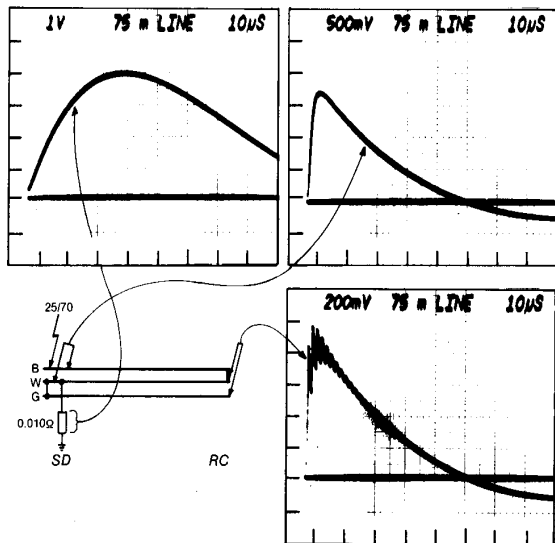 1V 75 m LINE 10µS
500mV 75 m LINE 10µS
25/70
B
W
G
0.010Ω
SD RC
200mV 75 m LINE 10µS